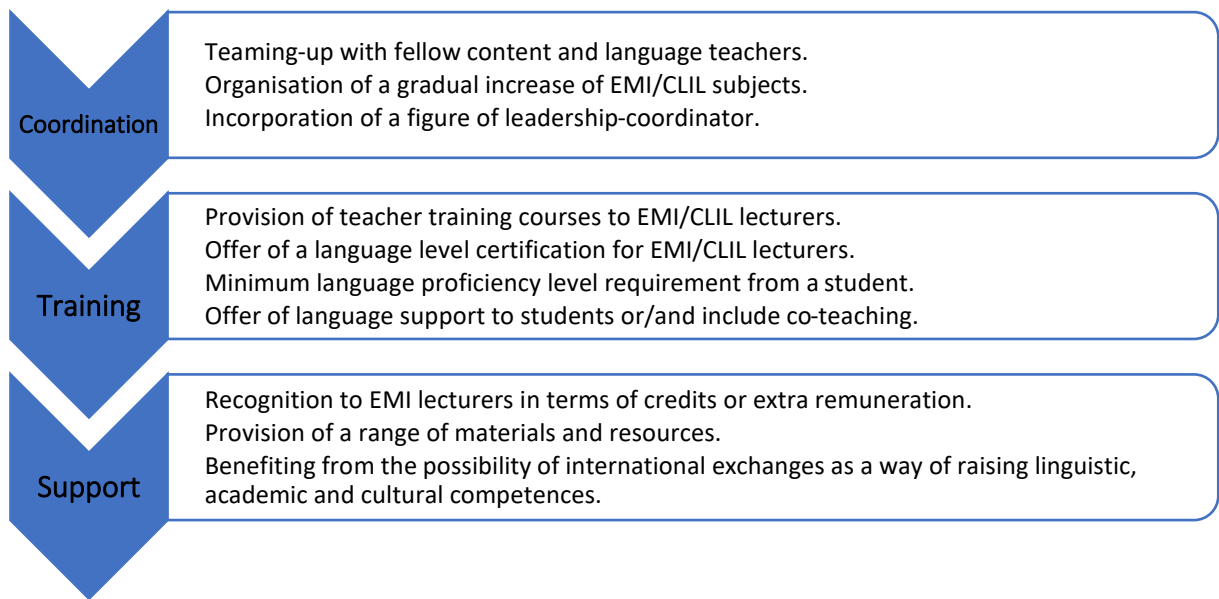 Coordination
Teaming-up with fellow content and language teachers.
Organisation of a gradual increase of EMI/CLIL subjects.
Incorporation of a figure of leadership-coordinator.
Training
Provision of teacher training courses to EMI/CLIL lecturers.
Offer of a language level certification for EMI/CLIL lecturers.
Minimum language proficiency level requirement from a student.
Offer of language support to students or/and include co-teaching.
Support
Recognition to EMI lecturers in terms of credits or extra remuneration.
Provision of a range of materials and resources.
Benefiting from the possibility of international exchanges as a way of raising linguistic,
academic and cultural competences.